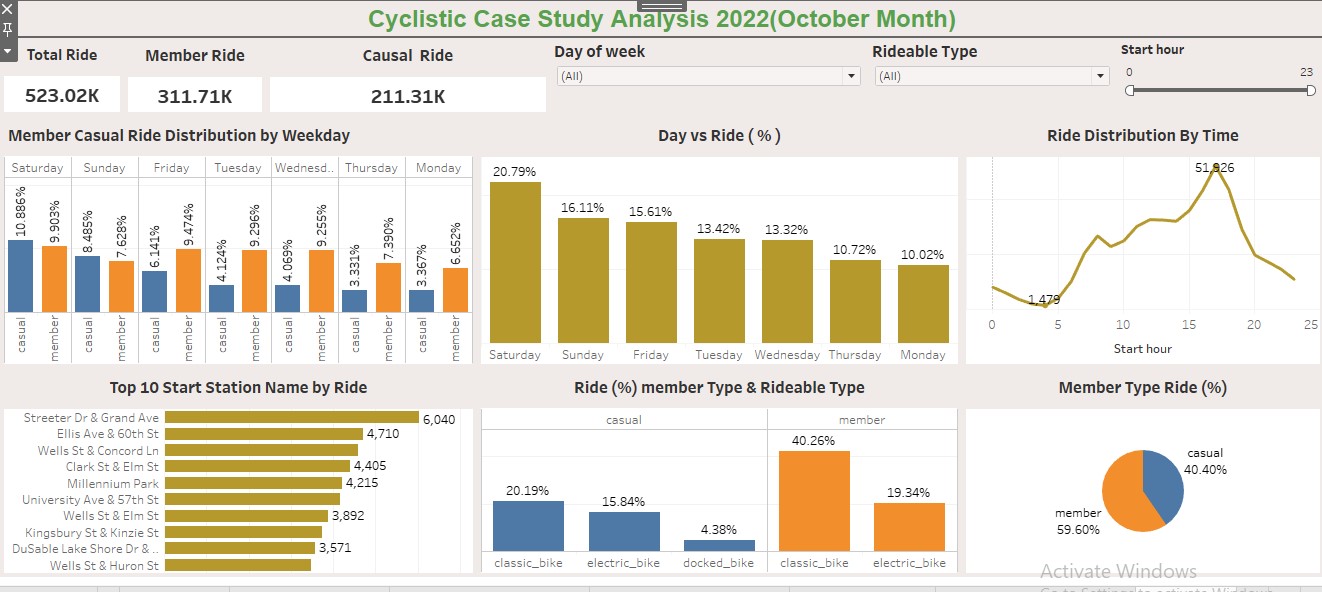 Cyclistic Case Study Analysis 2022(October Month)
Total Ride
Member Ride
Causal Ride
Day of week
Rideable Type
Start hour
523.02K
311.71K
211.31K
(All)
(All)
0
23
Member Casual Ride Distribution by Weekday
Saturday Sunday Friday Tuesday Wednesd.. Thursday Monday
10.886% 9.903% 8.485% 7.628% 6.141% 9.474% 4.124% 9.296% 4.069% 9.255% 3.331% 7.390% 3.367% 6.652%
casual member casual member casual member casual member casual member casual member casual member
Day vs Ride ( % )
20.79% 16.11% 15.61% 13.42% 13.32% 10.72% 10.02%
Saturday Sunday Friday Tuesday Wednesday Thursday Monday
Ride Distribution By Time
51,926
1,479
0 5 10 15 20 25
Start hour
Top 10 Start Station Name by Ride
Streeter Dr & Grand Ave 6,040
Ellis Ave & 60th St 4,710
Wells St & Concord Ln
Clark St & Elm St 4,405
Millennium Park 4,215
University Ave & 57th St
Wells St & Elm St 3,892
Kingsbury St & Kinzie St
DuSable Lake Shore Dr & .. 3,571
Wells St & Huron St
Ride (%) member Type & Rideable Type
casual member
20.19% 15.84% 4.38% 40.26% 19.34%
classic_bike electric_bike docked_bike classic_bike electric_bike
Member Type Ride (%)
casual
40.40%
member
59.60%
Activate Windows
Go to Settings to activate Windows